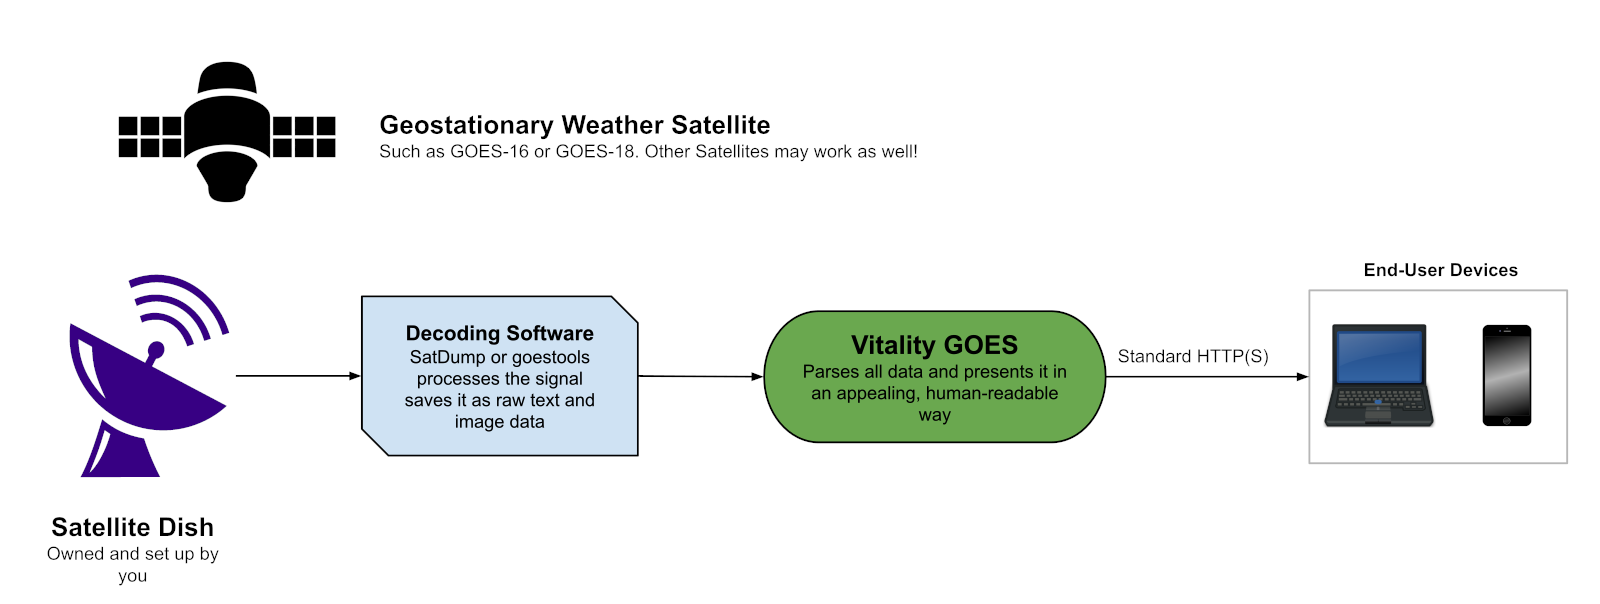 Geostationary Weather Satellite
Such as GOES-16 or GOES-18. Other Satellites may work as well!
Satellite Dish
Owned and set up by
you
Decoding Software
SatDump or goestools
processes the signal
saves it as raw text and
image data
Vitality GOES
Parses all data and presents it in
an appealing, human-readable
way
Standard HTTP(S)
End-User Devices